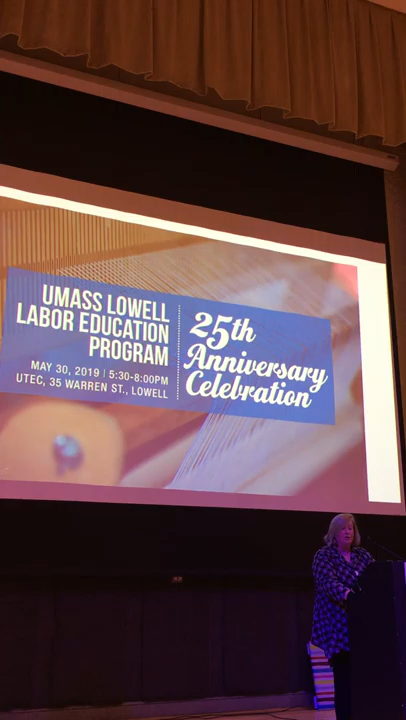 UMASS LOWELL
LABOR EDUCATION
PROGRAM
MAY 30, 2019 | 5:30-8:00PM
UTEC, 35 WARREN ST., LOWELL
25th
Anniversary
Celebration